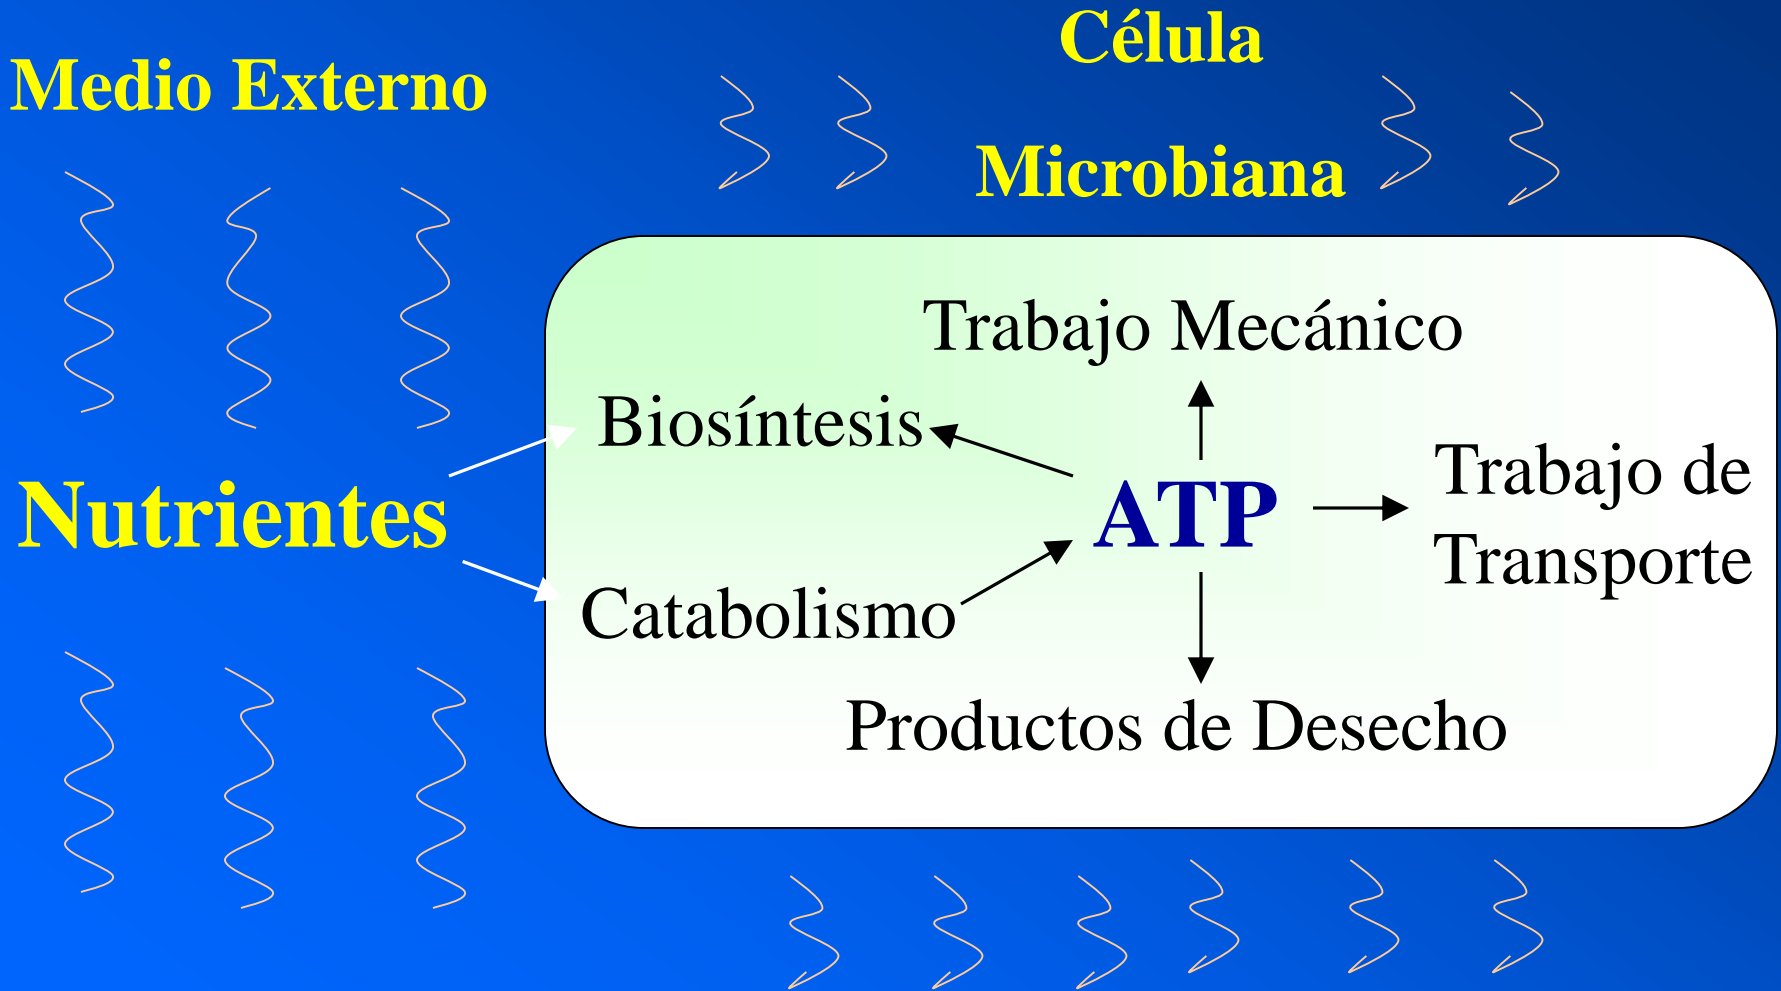 Medio Externo
Célula
Microbiana
Trabajo Mecánico
Biosíntesis
Nutrientes
ATP
Trabajo de
Transporte
Catabolismo
Productos de Desecho